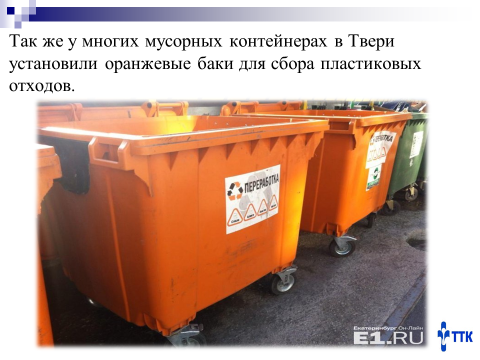 Так же у многих мусорных контейнерах в Твери
установили оранжевые баки для сбора пластиковых
отходов.
ПЕРЕРАБОТКА
ПЕРЕРАБОТКА
Екатеринбург Он-Лайн
E1.RU
ТТК